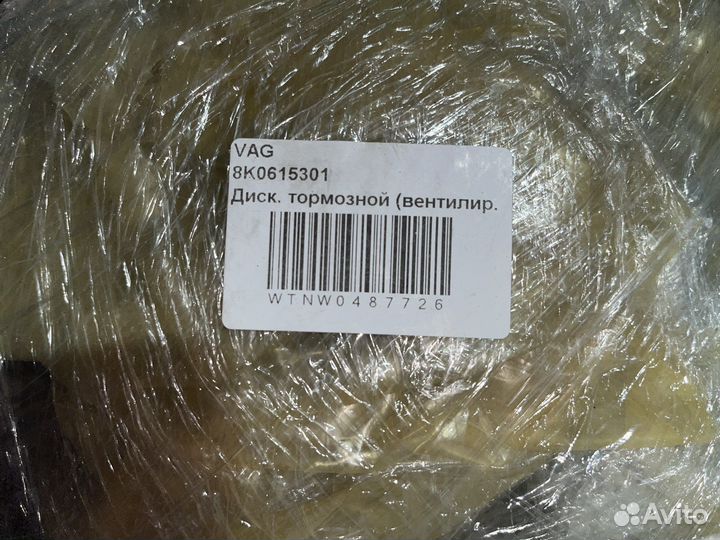 VAG
8K0615301
Диск. тормозной (вентилир.
WTNW0487726
Avito